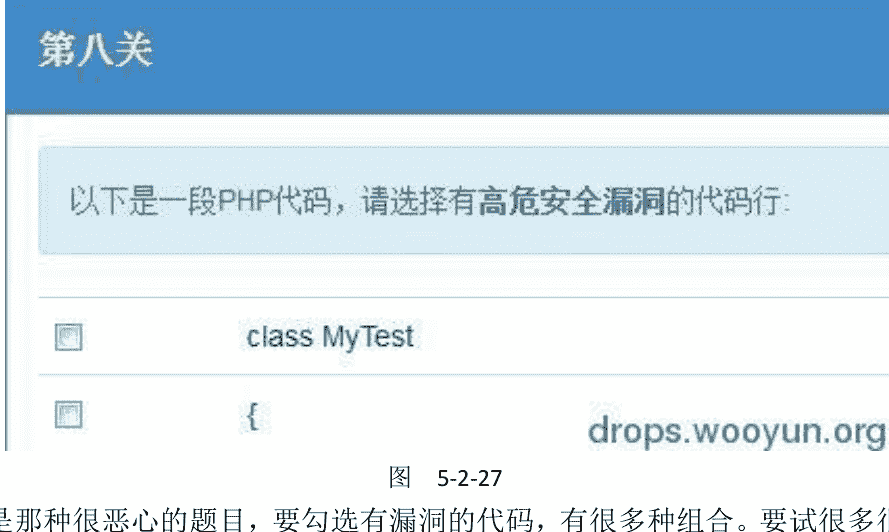 第八关
以下是一段PHP代码，请选择有高危安全漏洞的代码行:
class MyTest
{
drops.wooyun.org
图 5-2-27
是那种很恶心的题目，要勾选有漏洞的代码，有很多种组合。要试很多